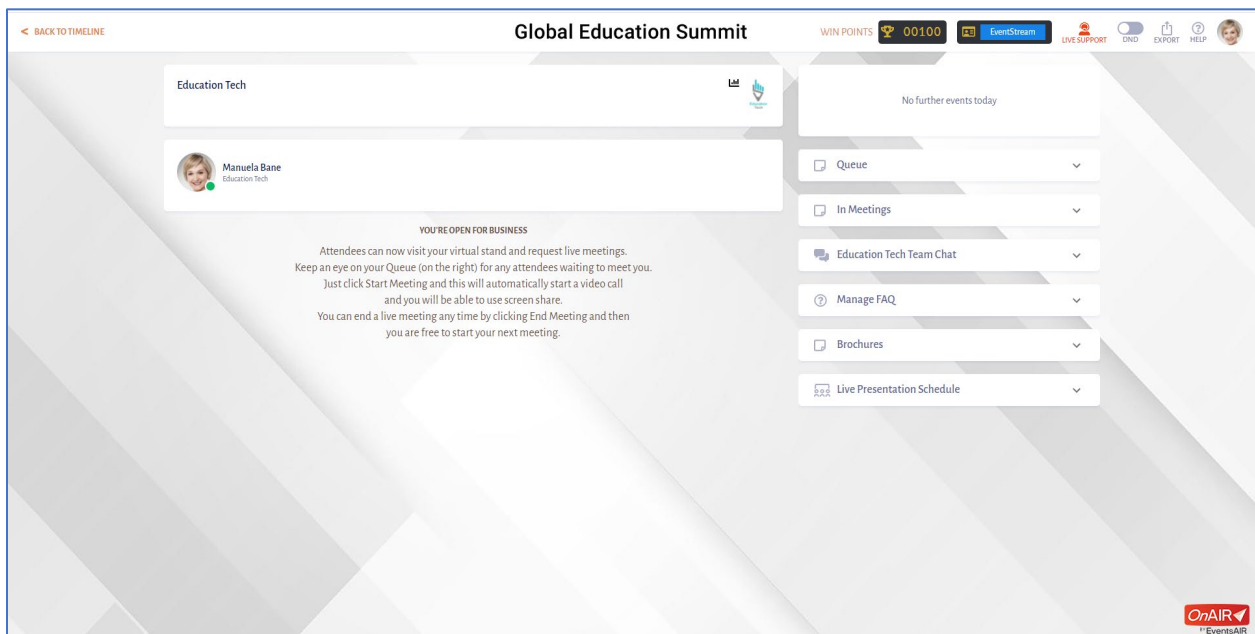 < BACK TO TIMELINE
Global Education Summit
WIN POINTS 00100
EventStream
LIVE SUPPORT
DND
EXPORT
HELP
Education Tech
Education
Tech
Manuela Bane
Education Tech
YOU'RE OPEN FOR BUSINESS
Attendees can now visit your virtual stand and request live meetings.
Keep an eye on your Queue (on the right) for any attendees waiting to meet you.
Just click Start Meeting and this will automatically start a video call
and you will be able to use screen share.
You can end a live meeting any time by clicking End Meeting and then
you are free to start your next meeting.
No further events today
Queue
In Meetings
Education Tech Team Chat
Manage FAQ
Brochures
Live Presentation Schedule
OnAIR
BY EventsAIR